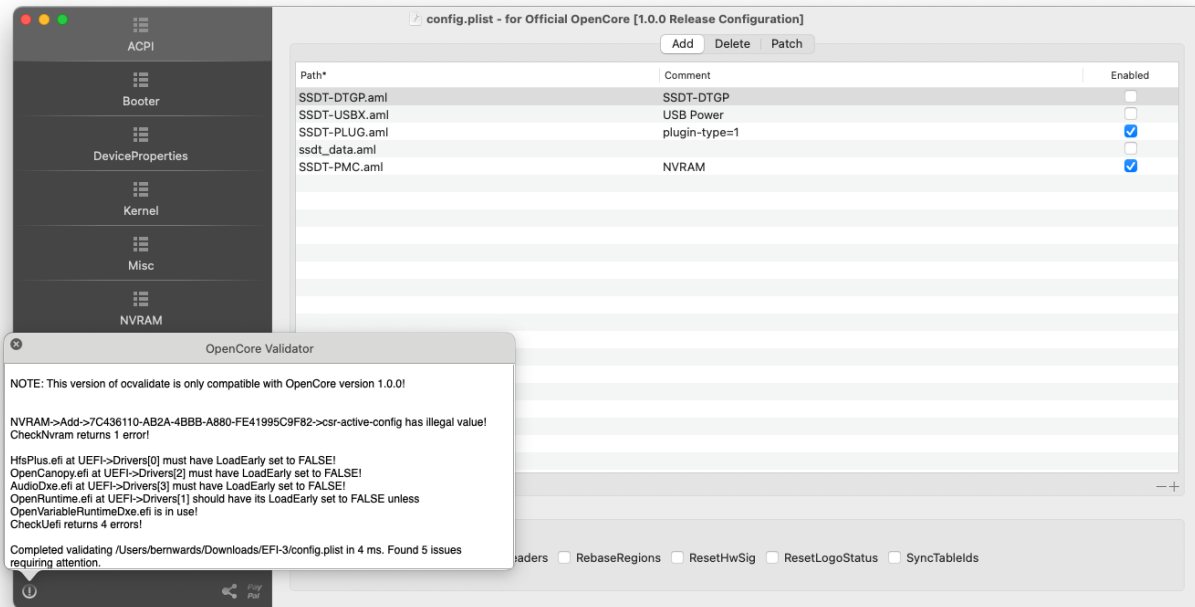 config.plist - for Official OpenCore [1.0.0 Release Configuration]
ACPI
Booter
DeviceProperties
Kernel
Misc
NVRAM
Add Delete Patch
Path* Comment Enabled
SSDT-DTGP.aml SSDT-DTGP
SSDT-USBX.aml USB Power
SSDT-PLUG.aml plugin-type=1
ssdt_data.aml
SSDT-PMC.aml NVRAM
OpenCore Validator
NOTE: This version of ocvalidate is only compatible with OpenCore version 1.0.0!
NVRAM->Add->7C436110-AB2A-4BBB-A880-FE41995C9F82->csr-active-config has illegal value!
CheckNvram returns 1 error!
HfsPlus.efi at UEFI->Drivers[0] must have LoadEarly set to FALSE!
OpenCanopy.efi at UEFI->Drivers[2] must have LoadEarly set to FALSE!
AudioDxe.efi at UEFI->Drivers[3] must have LoadEarly set to FALSE!
OpenRuntime.efi at UEFI->Drivers[1] should have its LoadEarly set to FALSE unless
OpenVariableRuntimeDxe.efi is in use!
CheckUefi returns 4 errors!
Completed validating /Users/bernwards/Downloads/EFI-3/config.plist in 4 ms. Found 5 issues
requiring attention.
eaders RebaseRegions ResetHwSig ResetLogoStatus SyncTableIds
Pay
Pal